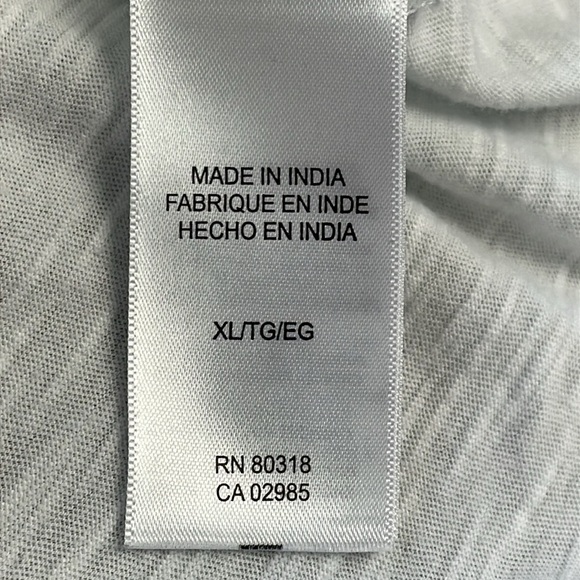 MADE IN INDIA
FABRIQUE EN INDE
HECHO EN INDIA
XL/TG/EG
RN 80318
CA 02985